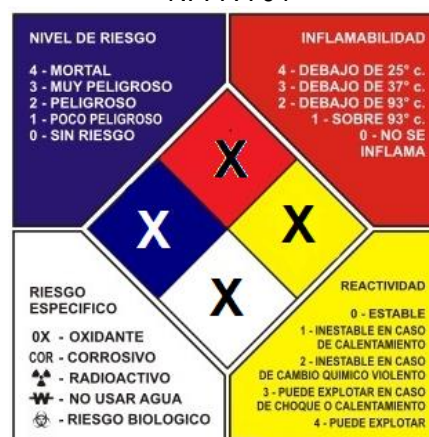 NIVEL DE RIESGO
4 - MORTAL
3 - MUY PELIGROSO
2 - PELIGROSO
1 - POCO PELIGROSO
0 - SIN RIESGO
INFLAMABILIDAD
4 - DEBAJO DE 25° c.
3 - DEBAJO DE 37° c.
2 - DEBAJO DE 93° c.
1 - SOBRE 93° c.
0 - NO SE
INFLAMA
X
X
X
X
RIESGO
ESPECIFICO
0X - OXIDANTE
COR - CORROSIVO
- RADIOACTIVO
W - NO USAR AGUA
- RIESGO BIOLOGICO
REACTIVIDAD
0 - ESTABLE
1 - INESTABLE EN CASO
DE CALENTAMIENTO
2 - INESTABLE EN CASO
DE CAMBIO QUIMICO VIOLENTO
3 - PUEDE EXPLOTAR EN CASO
DE CHOQUE O CALENTAMIENTO
4 - PUEDE EXPLOTAR